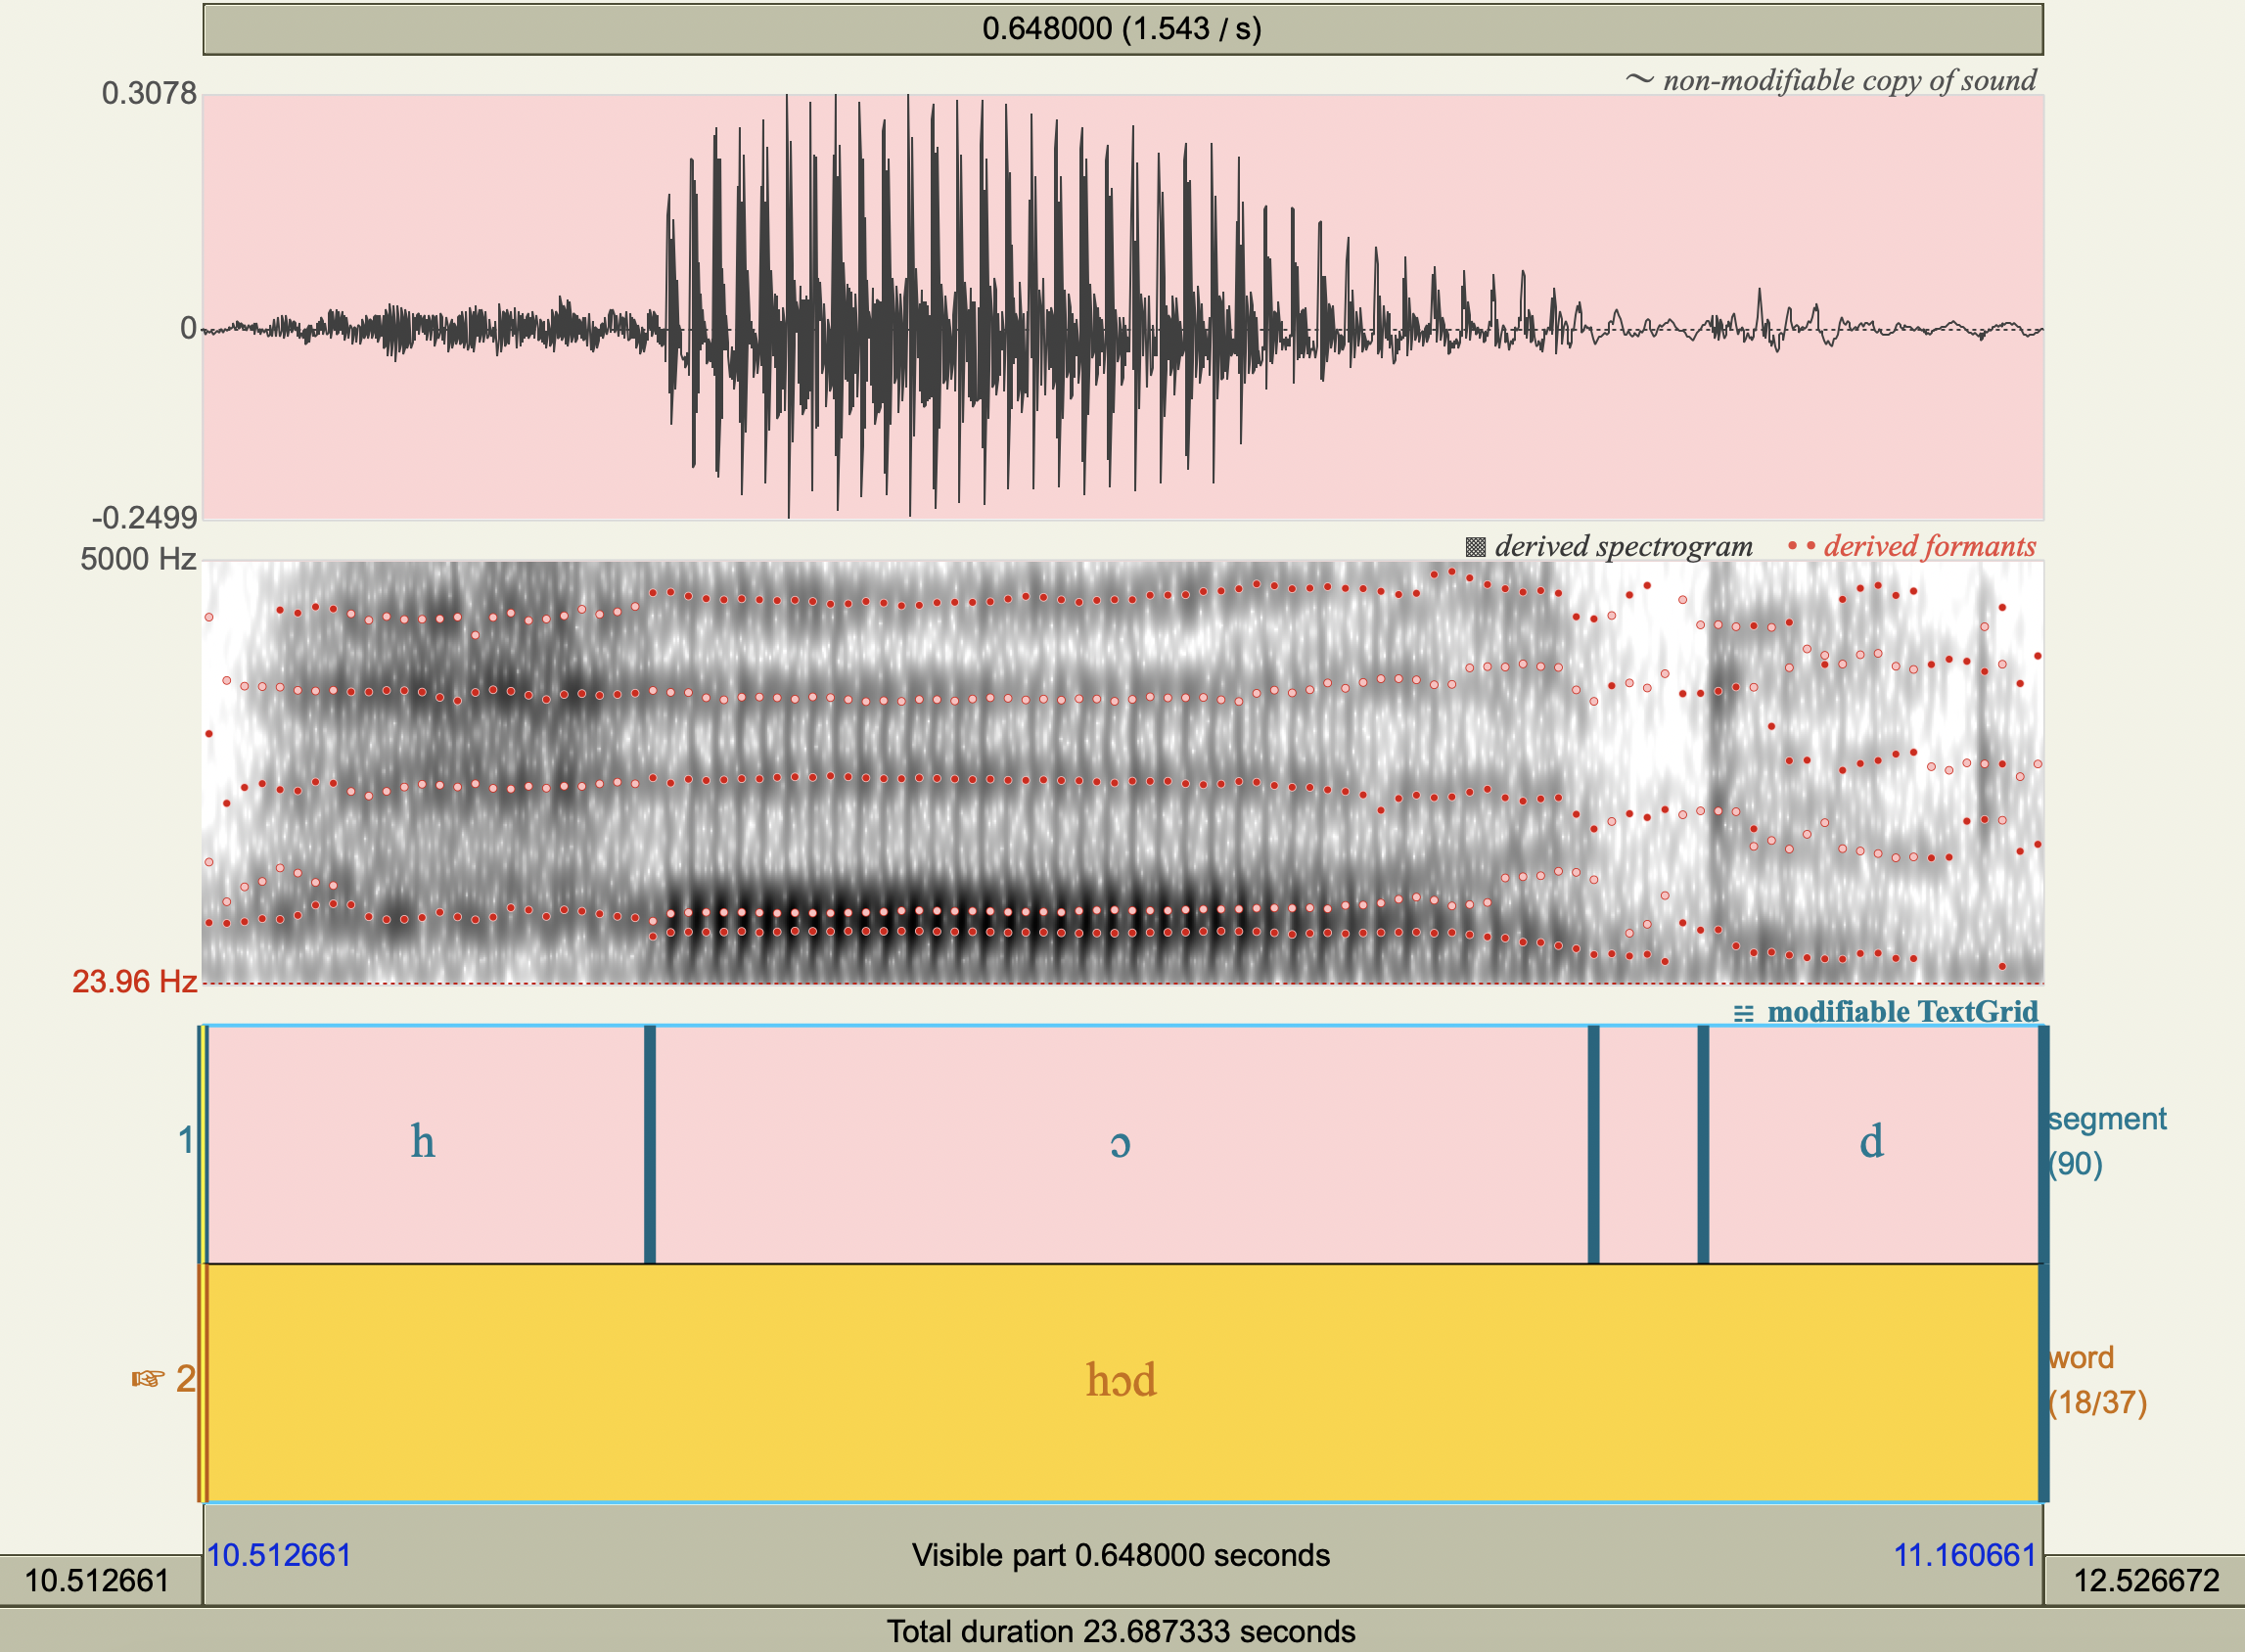 0.648000 (1.543 / s)
~ non-modifiable copy of sound
0.3078
0
-0.2499
derived spectrogram derived formants
5000 Hz
23.96 Hz
modifiable TextGrid
1 h ɔ d segment
(90)
☞ 2 hɔd word
(18/37)
10.512661 Visible part 0.648000 seconds 11.160661
10.512661 12.526672
Total duration 23.687333 seconds